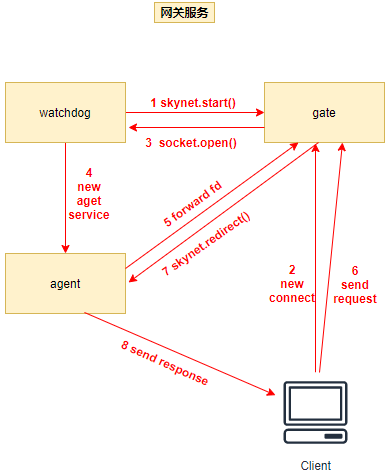 网关服务
watchdog
1 skynet.start()
gate
3 socket.open()
4
new
aget
service
5 forward fd
7 skynet.redirect()
2
new
connect
6
send
request
agent
8 send response
Client